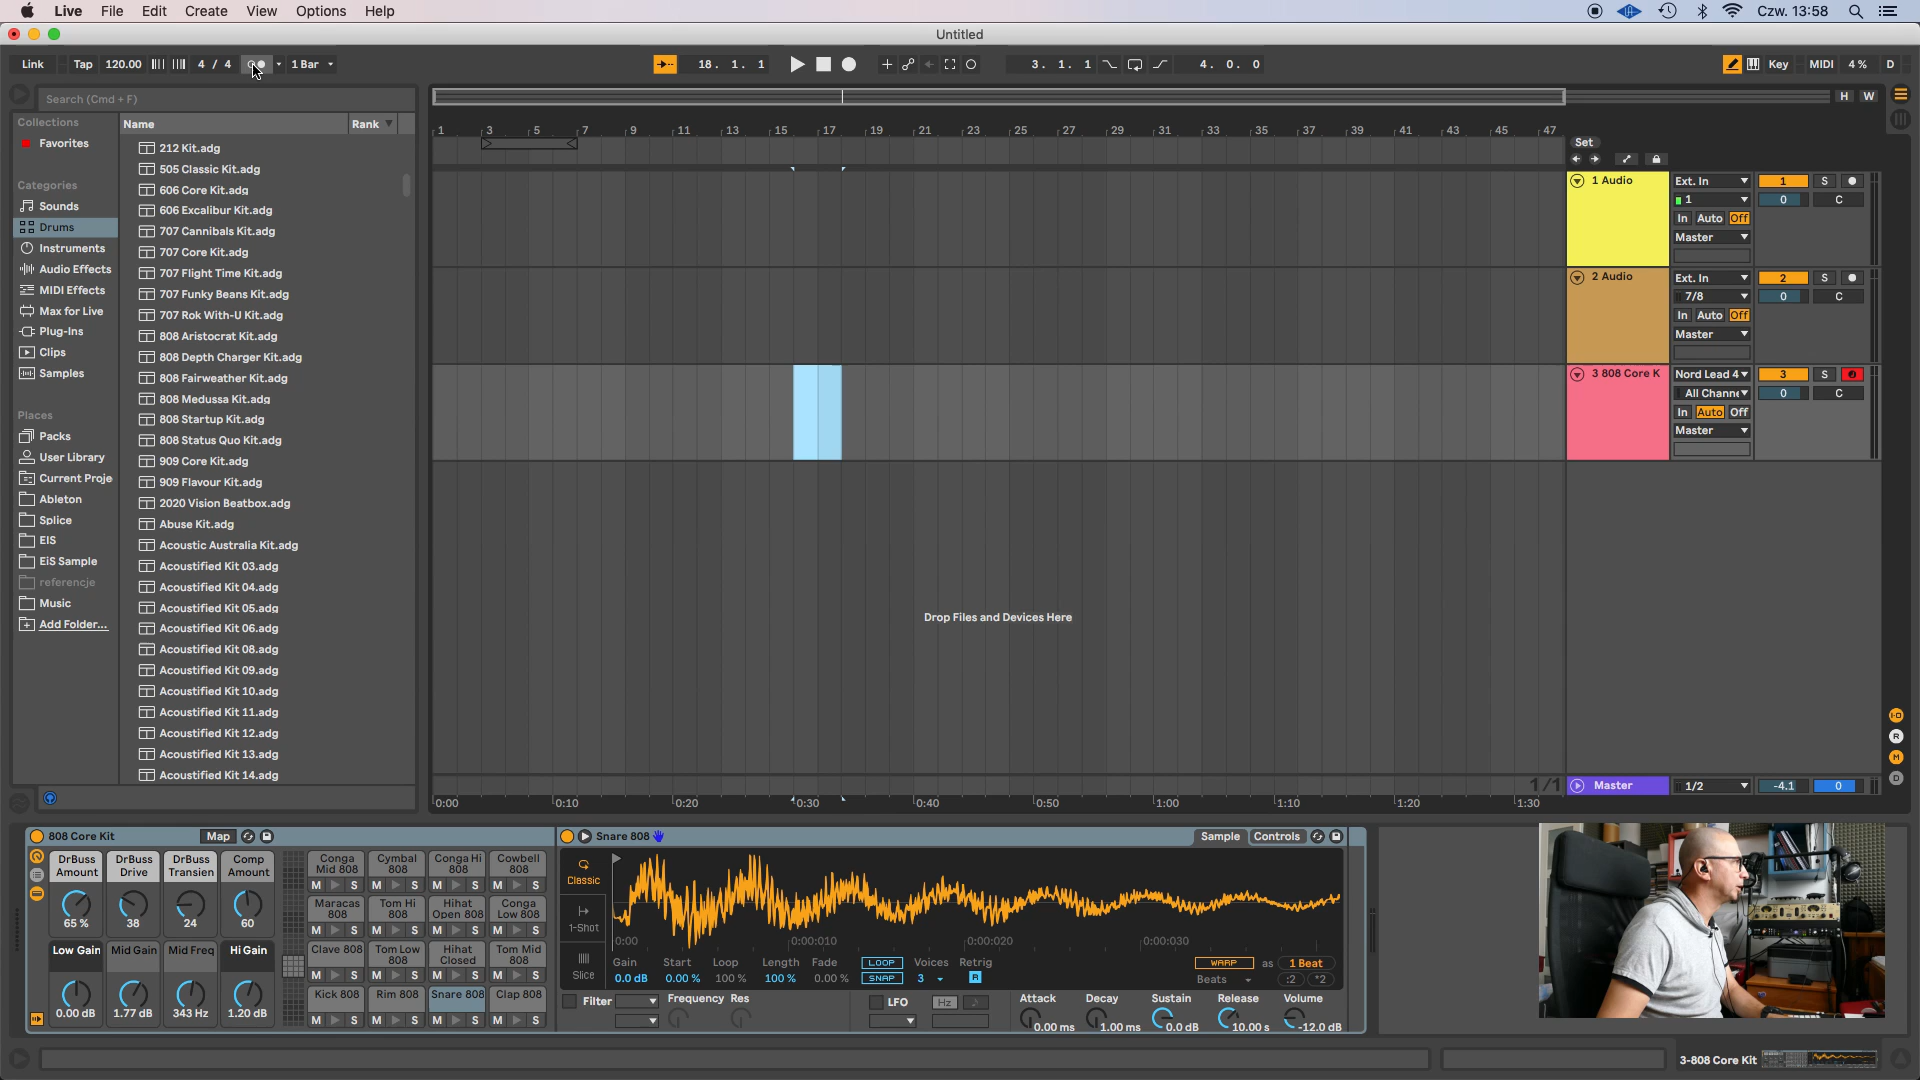 Live File Edit Create View Options Help
Czw. 13:58
Untitled
Link Tap 120.00 4 / 4 1 Bar 18. 1. 1 3. 1. 1 4. 0. 0 Key MIDI 4 % D
Search (Cmd + F)
H W
Collections
Favorites
Categories
Sounds
Drums
Instruments
Audio Effects
MIDI Effects
Max for Live
Plug-Ins
Clips
Samples
Places
Packs
User Library
Current Proje
Ableton
Splice
EIS
EiS Sample
referencje
Music
Add Folder...
Name Rank
212 Kit.adg
505 Classic Kit.adg
606 Core Kit.adg
606 Excalibur Kit.adg
707 Cannibals Kit.adg
707 Core Kit.adg
707 Flight Time Kit.adg
707 Funky Beans Kit.adg
707 Rok With-U Kit.adg
808 Aristocrat Kit.adg
808 Depth Charger Kit.adg
808 Fairweather Kit.adg
808 Medussa Kit.adg
808 Startup Kit.adg
808 Status Quo Kit.adg
909 Core Kit.adg
909 Flavour Kit.adg
2020 Vision Beatbox.adg
Abuse Kit.adg
Acoustic Australia Kit.adg
Acoustified Kit 03.adg
Acoustified Kit 04.adg
Acoustified Kit 05.adg
Acoustified Kit 06.adg
Acoustified Kit 08.adg
Acoustified Kit 09.adg
Acoustified Kit 10.adg
Acoustified Kit 11.adg
Acoustified Kit 12.adg
Acoustified Kit 13.adg
Acoustified Kit 14.adg
1 3 5 7 9 11 13 15 17 19 21 23 25 27 29 31 33 35 37 39 41 43 45 47
Set
1 Audio Ext. In 1 S
1 0 C
In Auto Off
Master
2 Audio Ext. In 2 S
7/8 0 C
In Auto Off
Master
3 808 Core K Nord Lead 4 3 S
All Channe 0 C
In Auto Off
Master
Drop Files and Devices Here
1/1 Master 1/2 -4.1 0
0:00 0:10 0:20 0:30 0:40 0:50 1:00 1:10 1:20 1:30
I-O
R
M
D
808 Core Kit Map
DrBuss Amount DrBuss Drive DrBuss Transien Comp Amount
65 % 38 24 60
Low Gain Mid Gain Mid Freq Hi Gain
0.00 dB 1.77 dB 343 Hz 1.20 dB
Conga Mid 808 Cymbal 808 Conga Hi 808 Cowbell 808
M S M S M S M S
Maracas 808 Tom Hi 808 Hihat Open 808 Conga Low 808
M S M S M S M S
Clave 808 Tom Low 808 Hihat Closed Tom Mid 808
M S M S M S M S
Kick 808 Rim 808 Snare 808 Clap 808
M S M S M S M S
Snare 808 Sample Controls
Classic
1-Shot
Slice
0:00 0:00:010 0:00:020 0:00:030
Gain Start Loop Length Fade LOOP Voices Retrig WARP as 1 Beat
0.0 dB 0.00 % 100 % 100 % 0.00 % SNAP 3 R Beats :2 *2
Filter Frequency Res LFO Hz Attack Decay Sustain Release Volume
0.00 ms 1.00 ms 0.0 dB 10.00 s -12.0 dB
3-808 Core Kit